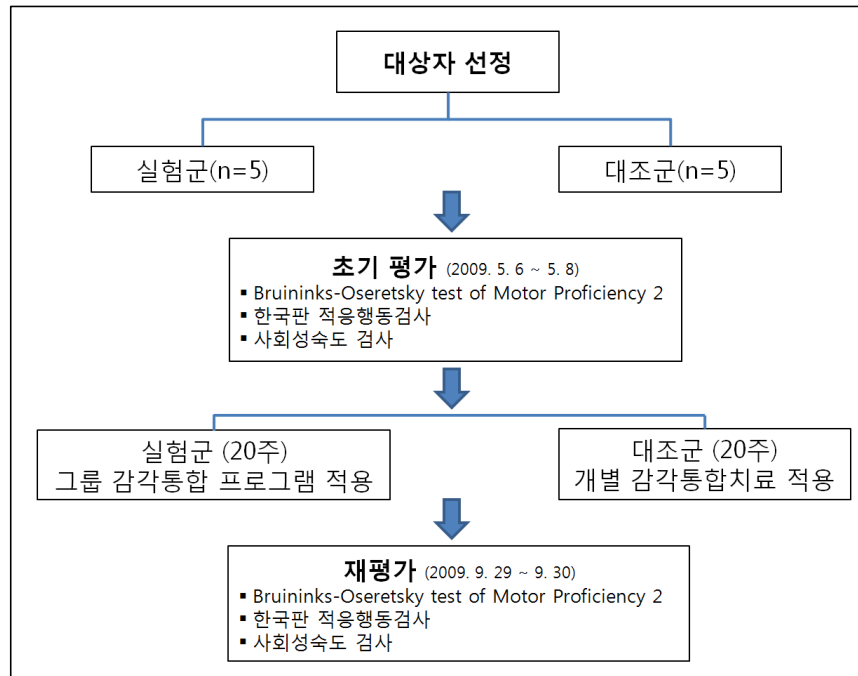 대상자 선정
실험군(n=5)
대조군(n=5)
초기 평가 (2009. 5. 6 ~ 5. 8)
▪ Bruininks-Oseretsky test of Motor Proficiency 2
▪ 한국판 적응행동검사
▪ 사회성숙도 검사
실험군 (20주)
그룹 감각통합 프로그램 적용
대조군 (20주)
개별 감각통합치료 적용
재평가 (2009. 9. 29 ~ 9. 30)
▪ Bruininks-Oseretsky test of Motor Proficiency 2
▪ 한국판 적응행동검사
▪ 사회성숙도 검사